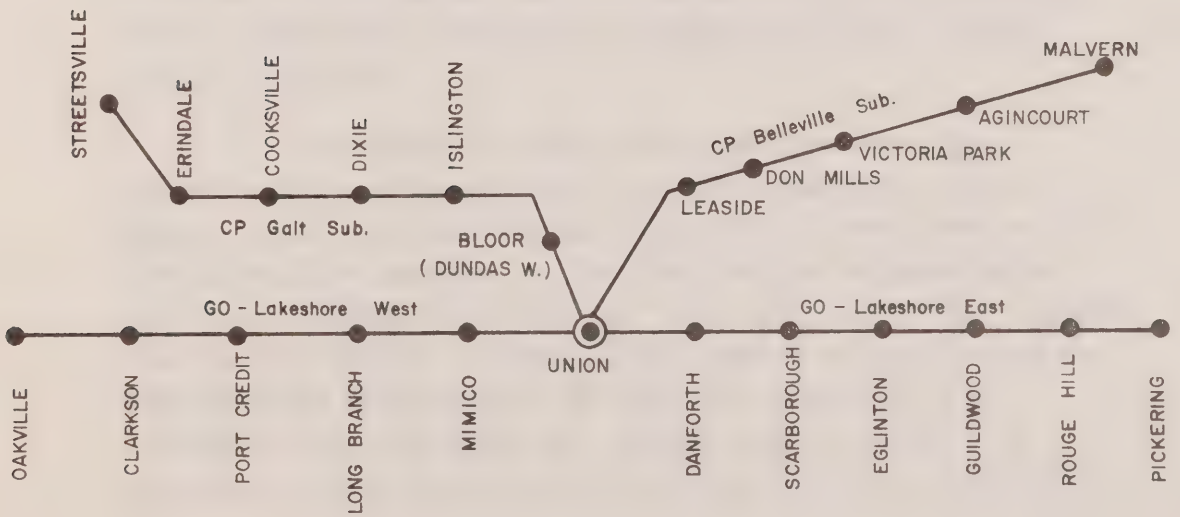 STREETSVILLE
ERINDALE
COOKSVILLE
DIXIE
ISLINGTON
CP Galt Sub.
BLOOR
( DUNDAS W.)
MALVERN
CP Belleville Sub.
AGINCOURT
VICTORIA PARK
DON MILLS
LEASIDE
GO - Lakeshore West
GO - Lakeshore East
UNION
OAKVILLE
CLARKSON
PORT CREDIT
LONG BRANCH
MIMICO
DANFORTH
SCARBOROUGH
EGLINTON
GUILDWOOD
ROUGE HILL
PICKERING